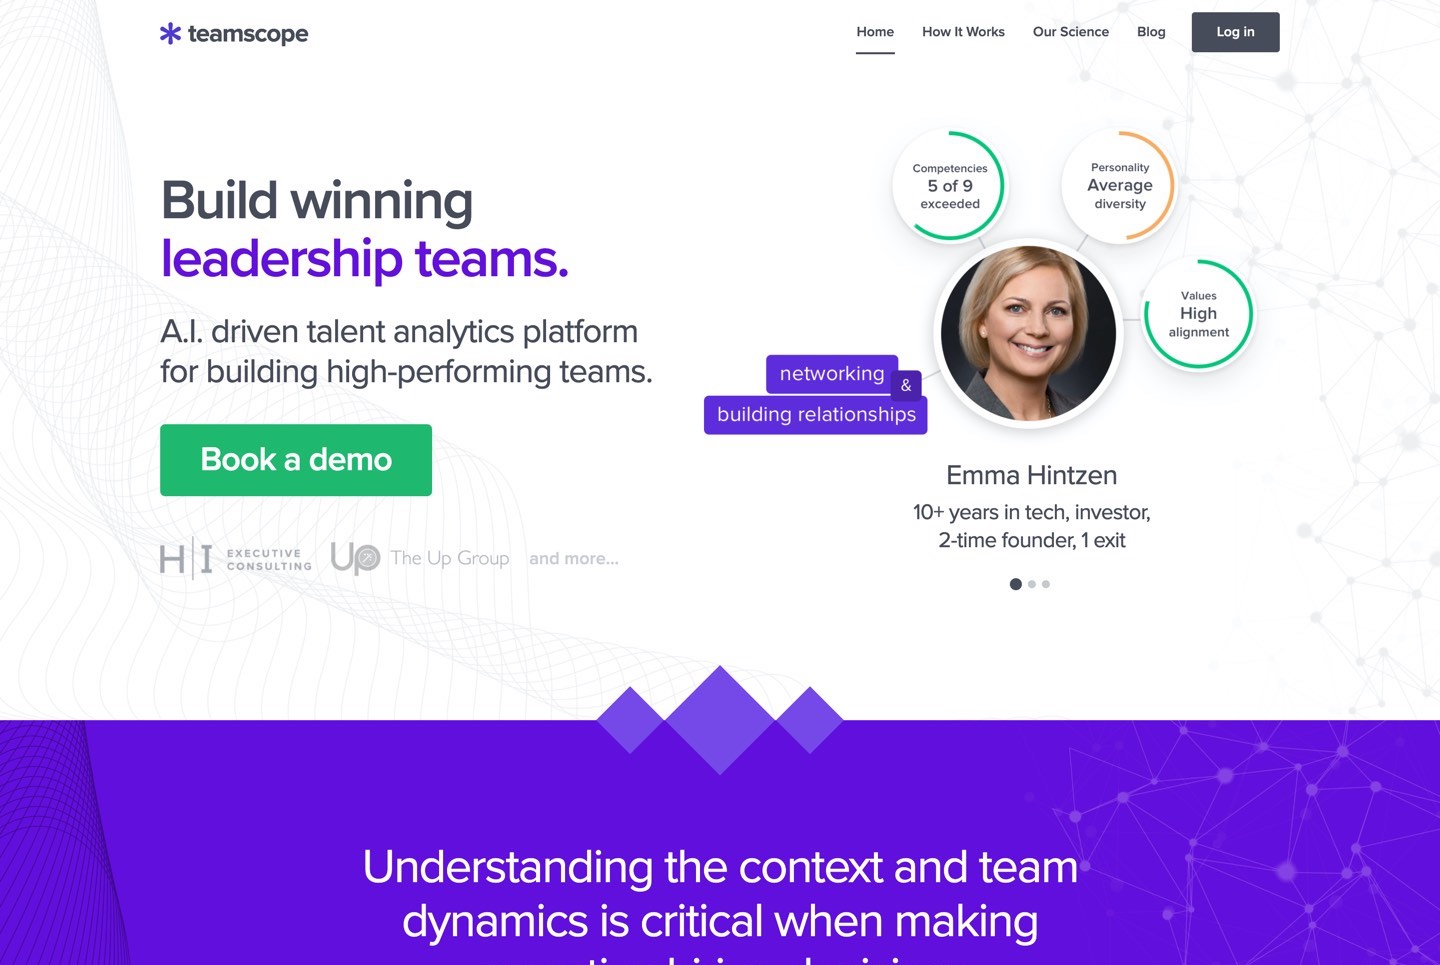 teamscope
Home
How It Works
Our Science
Blog
Log in
Build winning
leadership teams.
A.I. driven talent analytics platform
for building high-performing teams.
Book a demo
H|I EXECUTIVE
CONSULTING
Up The Up Group
and more...
Competencies
5 of 9
exceeded
Personality
Average
diversity
Values
High
alignment
networking
&
building relationships
Emma Hintzen
10+ years in tech, investor,
2-time founder, 1 exit
Understanding the context and team
dynamics is critical when making